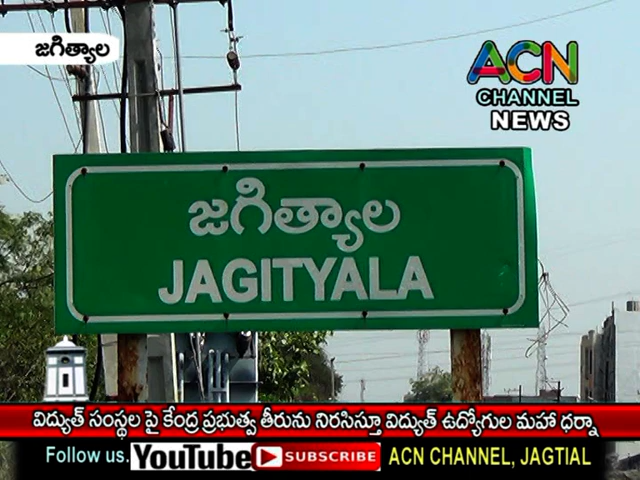 జగిత్యాల
ACN
CHANNEL
NEWS
జగిత్యాల
JAGITYALA
విద్యుత్ సంస్థల పై కేంద్ర ప్రభుత్వ తీరును నిరసిస్తూ విద్యుత్ ఉద్యోగుల మహా ధర్నా
Follow us. YouTube SUBSCRIBE ACN CHANNEL, JAGTIAL